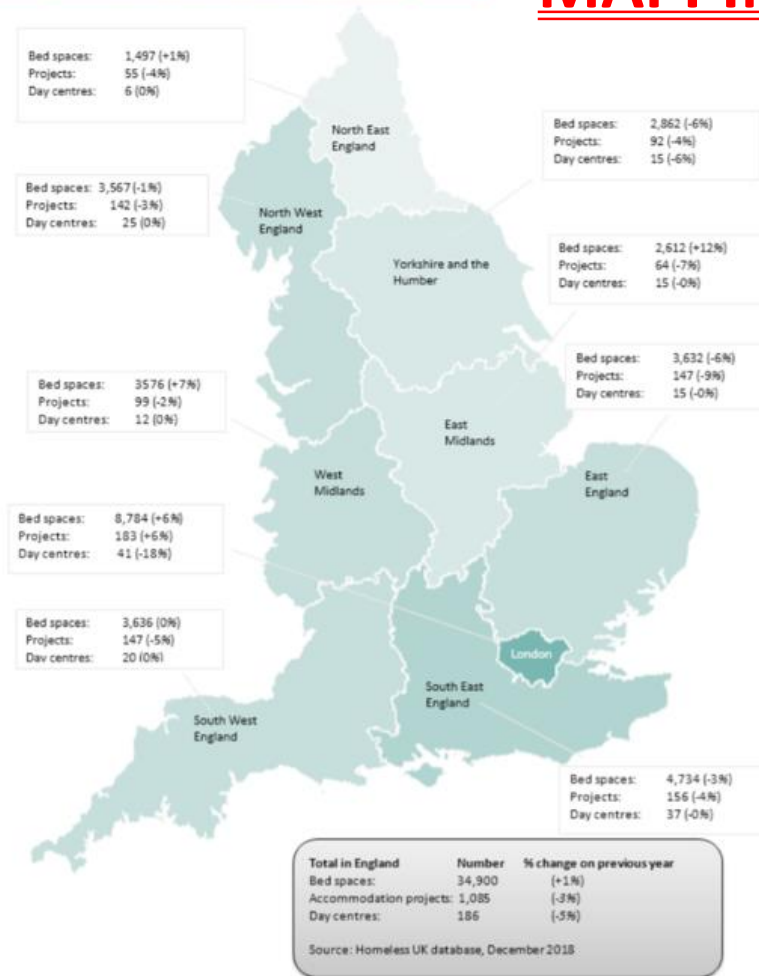 Bed spaces: 1,497 (+1%)
Projects: 55 (-4%)
Day centres: 6 (0%)
North East
England
Bed spaces: 2,862 (-6%)
Projects: 92 (-4%)
Day centres: 15 (-6%)
Bed spaces: 3,567 (-1%)
Projects: 142 (-3%)
Day centres: 25 (0%)
North West
England
Yorkshire and the
Humber
Bed spaces: 2,612 (+12%)
Projects: 64 (-7%)
Day centres: 15 (-0%)
Bed spaces: 3,632 (-6%)
Projects: 147 (-9%)
Day centres: 15 (-0%)
Bed spaces: 3576 (+7%)
Projects: 99 (-2%)
Day centres: 12 (0%)
East
Midlands
West
Midlands
East
England
Bed spaces: 8,784 (+6%)
Projects: 183 (+6%)
Day centres: 41 (-18%)
Bed spaces: 3,636 (0%)
Projects: 147 (-5%)
Day centres: 20 (0%)
London
South East
England
South West
England
Bed spaces: 4,734 (-3%)
Projects: 156 (-4%)
Day centres: 37 (-0%)
Total in England Number % change on previous year
Bed spaces: 34,900 (+1%)
Accommodation projects: 1,085 (-3%)
Day centres: 186 (-5%)
Source: Homeless UK database, December 2018